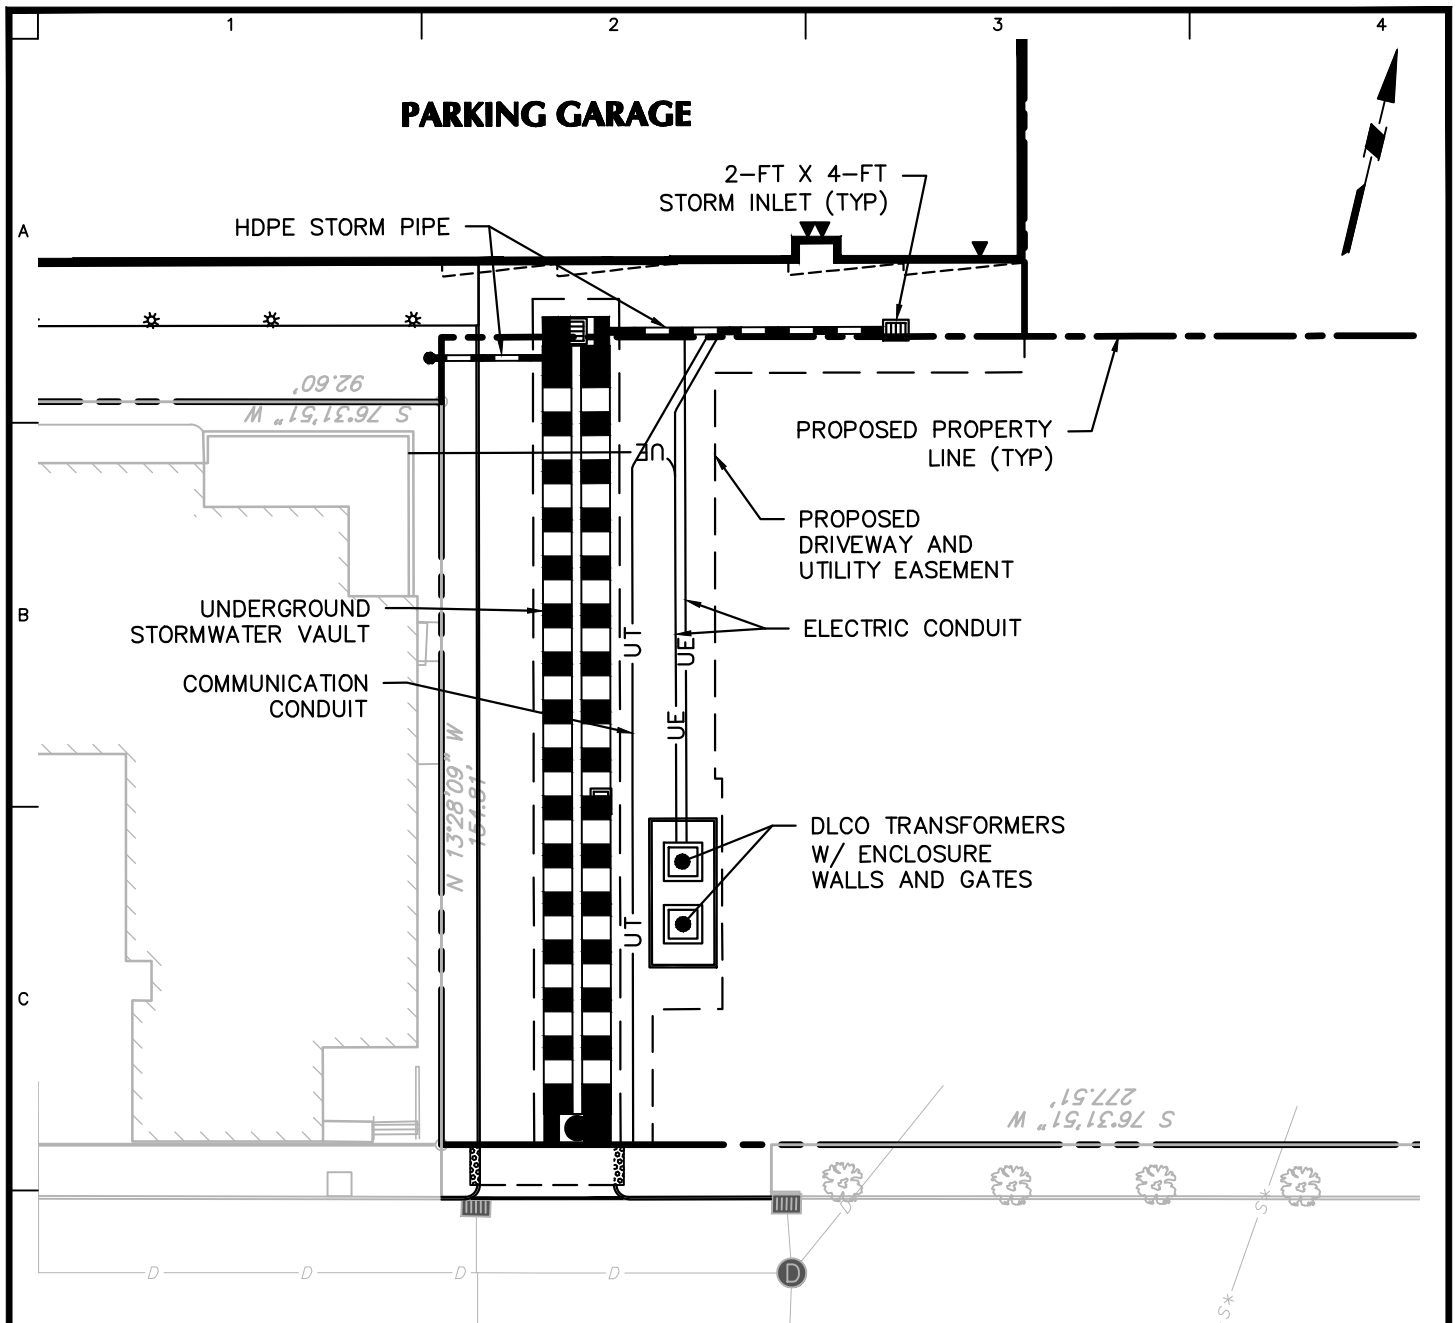 1
2
3
4
PARKING GARAGE
2-FT X 4-FT
STORM INLET (TYP)
A
HDPE STORM PIPE
92.60'
S 76°31'51" W
PROPOSED PROPERTY
LINE (TYP)
UE
PROPOSED
DRIVEWAY AND
UTILITY EASEMENT
B
UNDERGROUND
STORMWATER VAULT
ELECTRIC CONDUIT
UT
UE
COMMUNICATION
CONDUIT
UE
N 13°28'09" W
154.81'
DLCO TRANSFORMERS
W/ ENCLOSURE
WALLS AND GATES
UT
C
277.51'
S 76°31'51" W
D
S*
D
D
D
D
D
S*